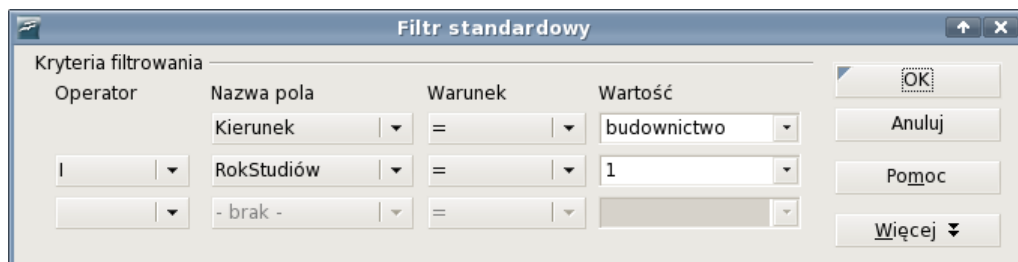 Filtr standardowy
Kryteria filtrowania
Operator Nazwa pola Warunek Wartość
Kierunek = budownictwo
I RokStudiów = 1
- brak - =
OK
Anuluj
Pomoc
Więcej